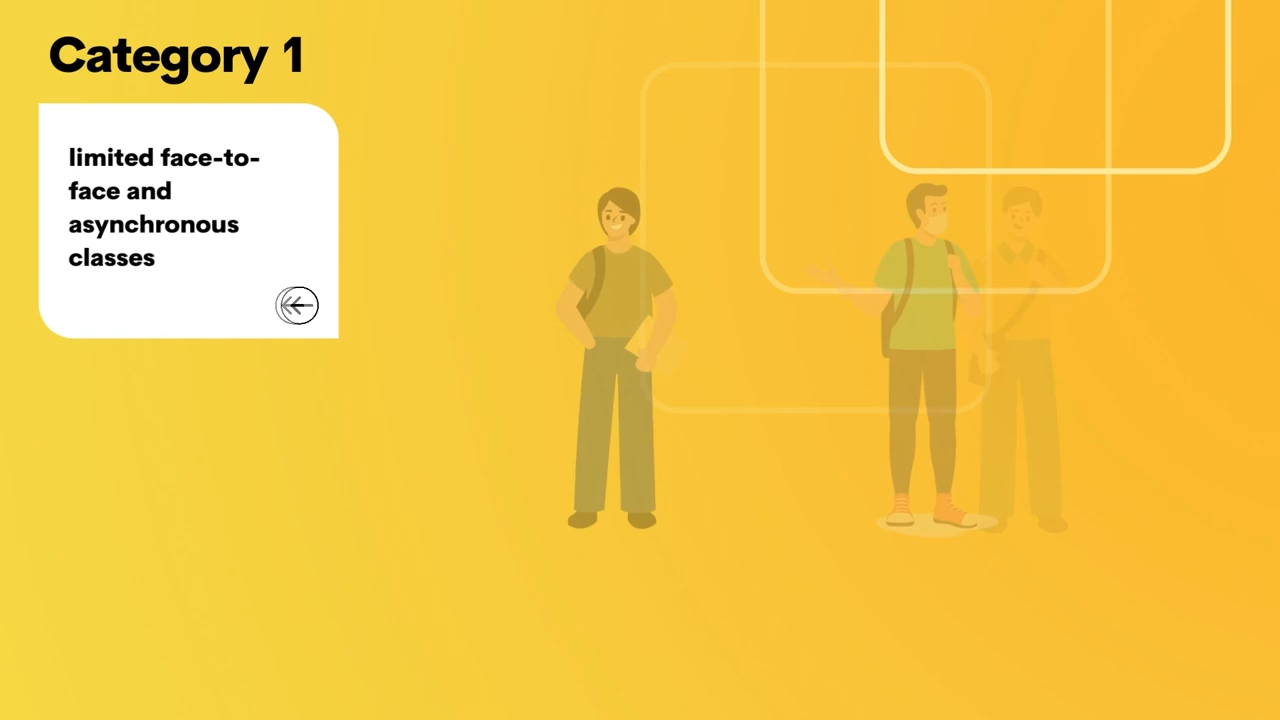 Category 1
limited face-to-
face and
asynchronous
classes